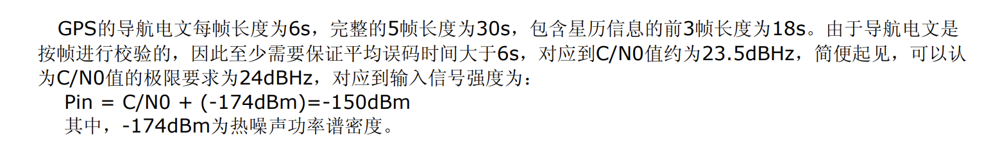 GPS的导航电文每帧长度为6s，完整的5帧长度为30s，包含星历信息的前3帧长度为18s。由于导航电文是
按帧进行校验的，因此至少需要保证平均误码时间大于6s，对应到C/N0值约为23.5dBHz，简便起见，可以认
为C/N0值的极限要求为24dBHz，对应到输入信号强度为：
Pin = C/N0 + (-174dBm)=-150dBm
其中，-174dBm为热噪声功率谱密度。